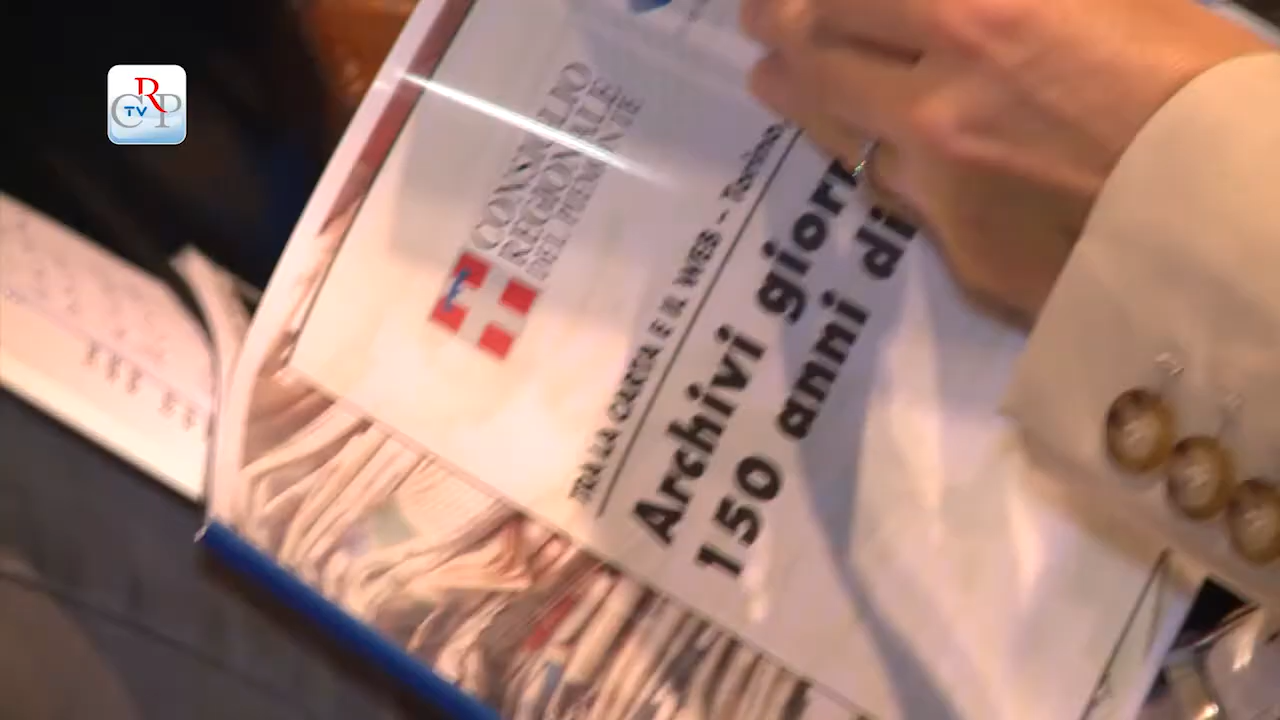 CRP
TV
CONSIGLIO
REGIONALE
DEL PIEMONTE
TRA LA CARTA E IL WEB - Torino
Archivi gior
150 anni di